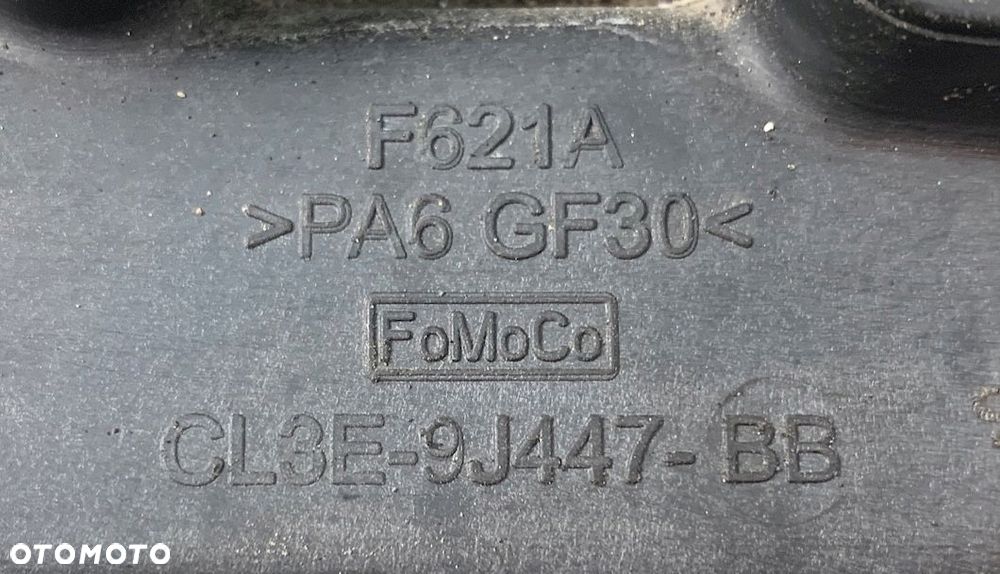 F621A
>PA6 GF30<
FoMoCo
CL3E-9J447-BB
OTOMOTO